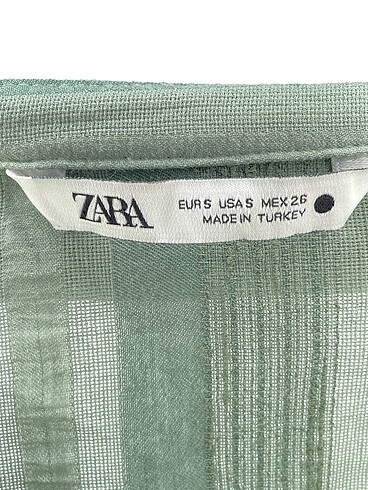 ZARA
EUR S USA S MEX 26
MADE IN TURKEY